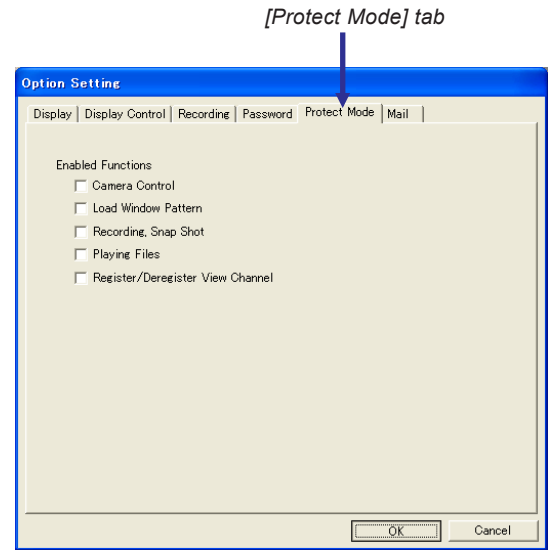 [Protect Mode] tab
Option Setting
Display Display Control Recording Password Protect Mode Mail
Enabled Functions
Camera Control
Load Window Pattern
Recording, Snap Shot
Playing Files
Register/Deregister View Channel
OK Cancel